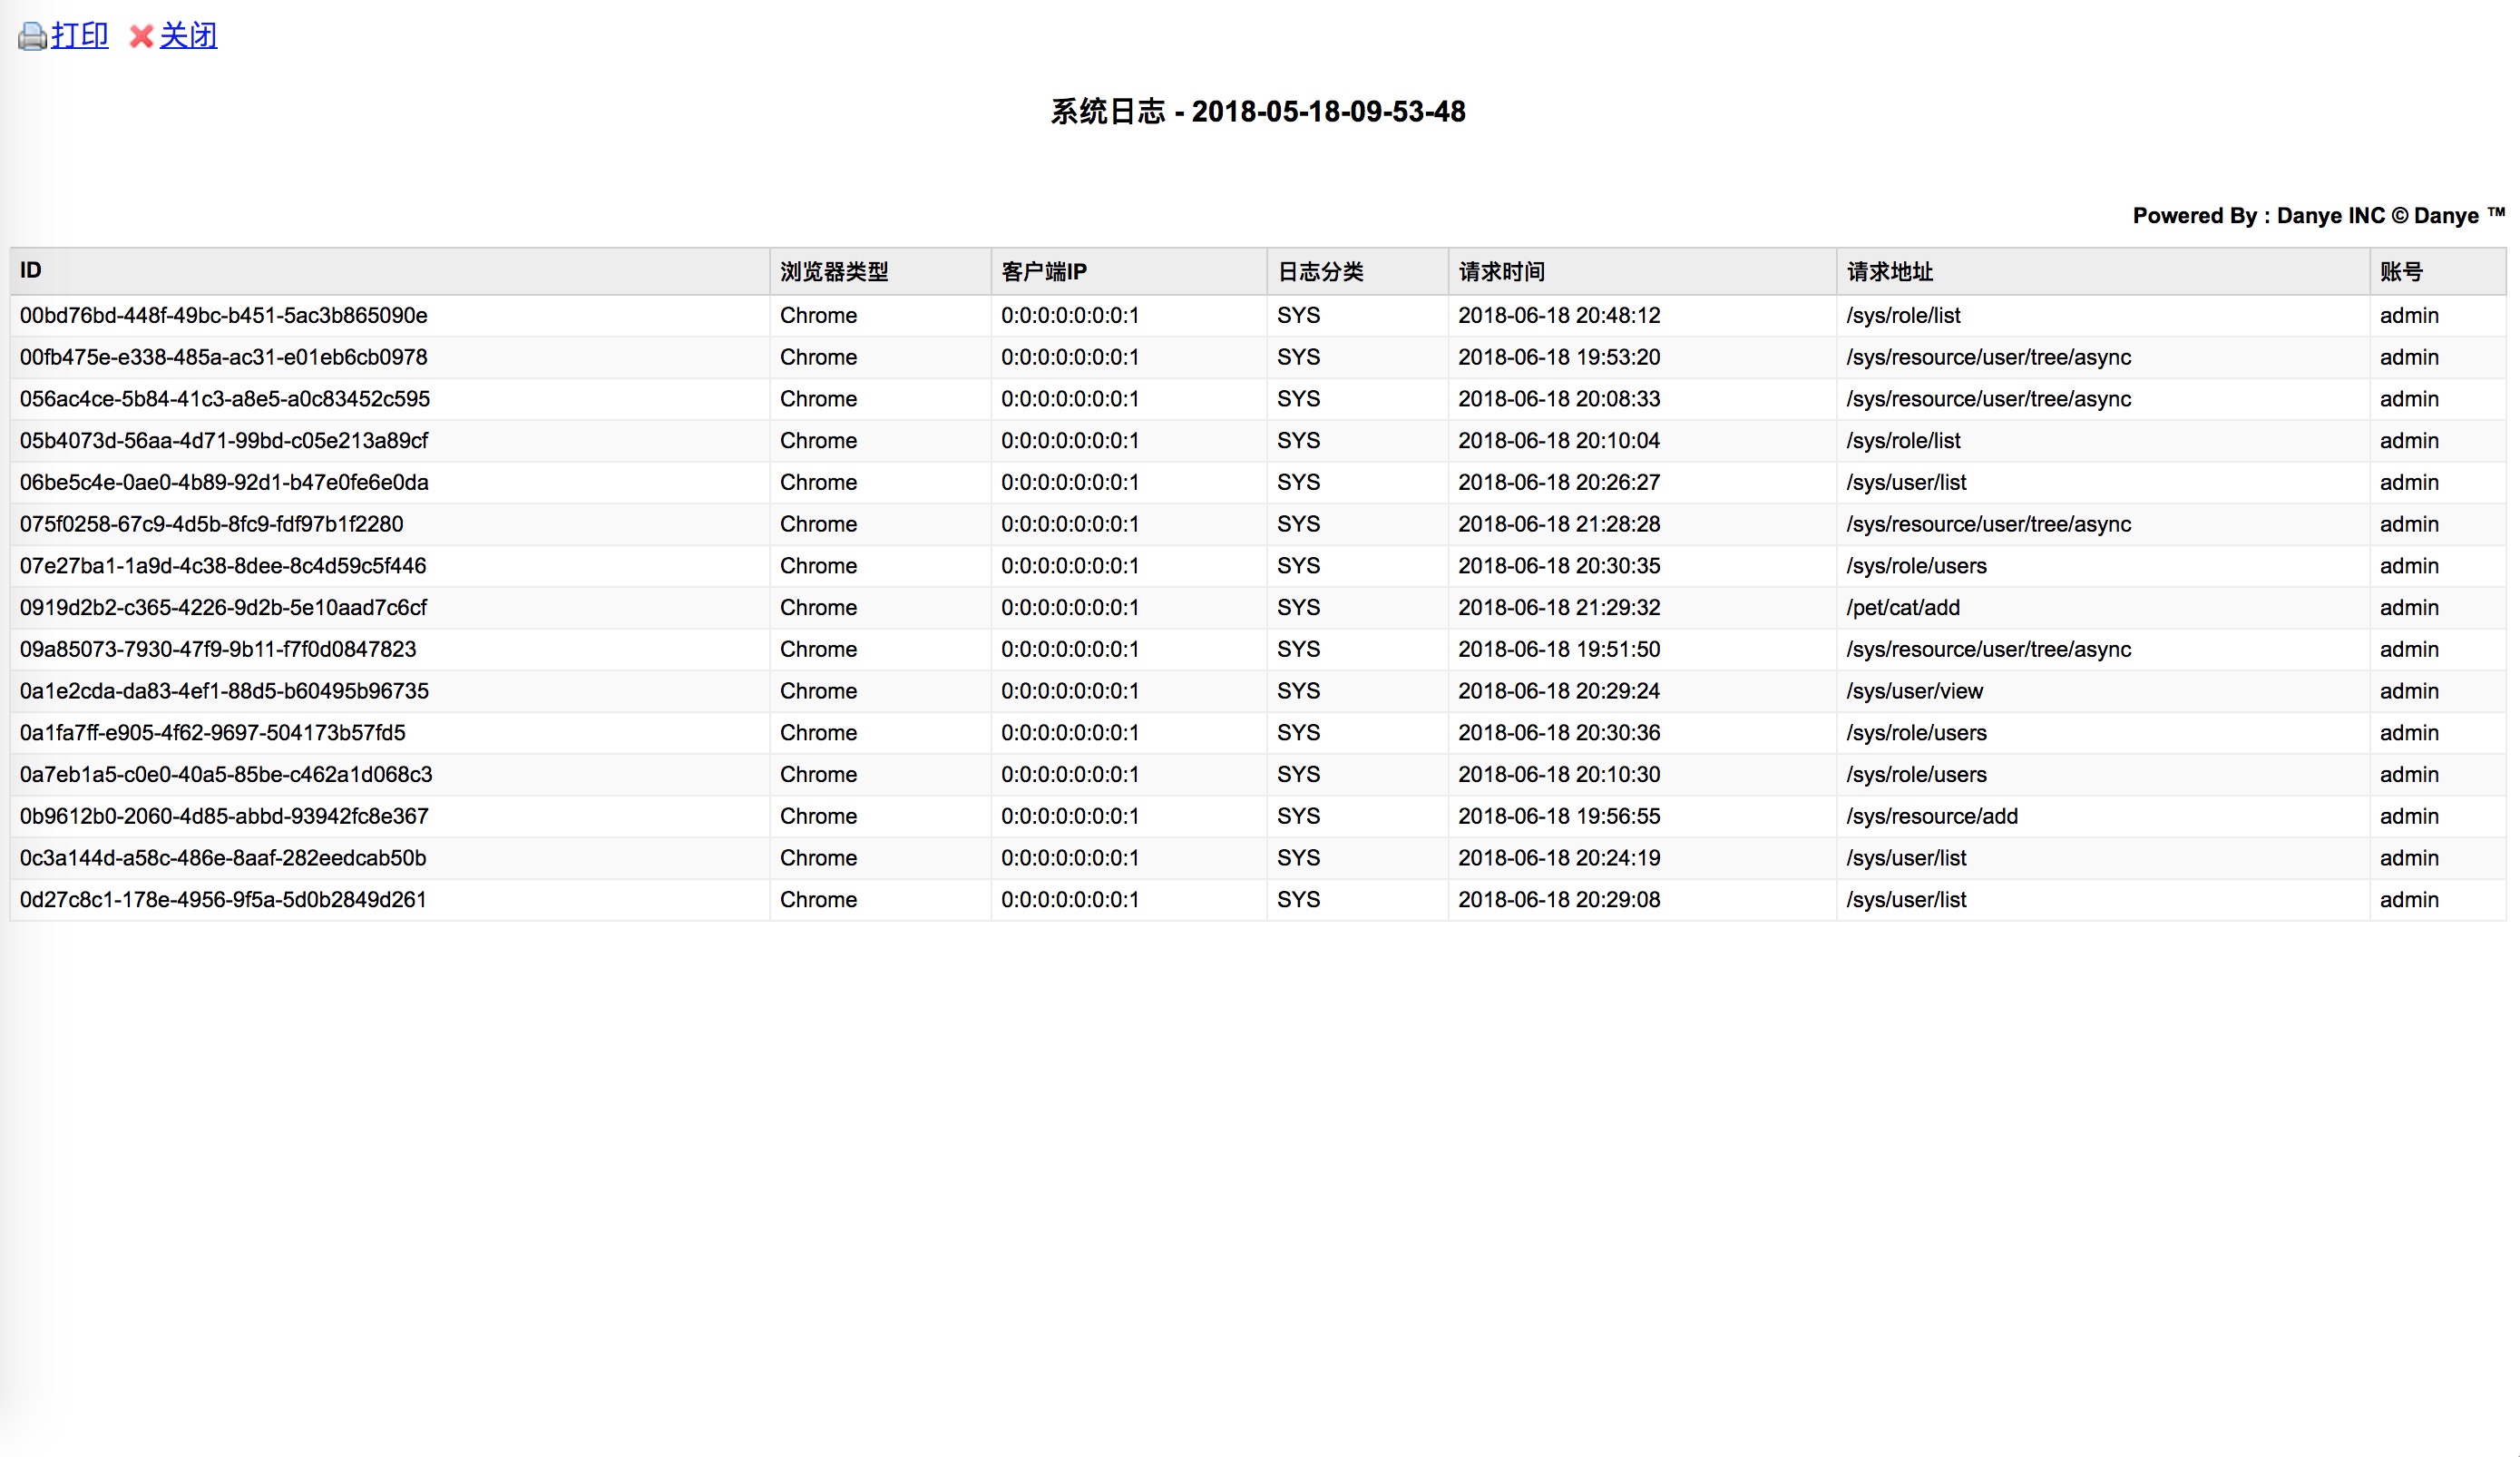 打印 关闭
系统日志 - 2018-05-18-09-53-48
Powered By : Danye INC © Danye ™
ID 浏览器类型 客户端IP 日志分类 请求时间 请求地址 账号
00bd76bd-448f-49bc-b451-5ac3b865090e Chrome 0:0:0:0:0:0:0:1 SYS 2018-06-18 20:48:12 /sys/role/list admin
00fb475e-e338-485a-ac31-e01eb6cb0978 Chrome 0:0:0:0:0:0:0:1 SYS 2018-06-18 19:53:20 /sys/resource/user/tree/async admin
056ac4ce-5b84-41c3-a8e5-a0c83452c595 Chrome 0:0:0:0:0:0:0:1 SYS 2018-06-18 20:08:33 /sys/resource/user/tree/async admin
05b4073d-56aa-4d71-99bd-c05e213a89cf Chrome 0:0:0:0:0:0:0:1 SYS 2018-06-18 20:10:04 /sys/role/list admin
06be5c4e-0ae0-4b89-92d1-b47e0fe6e0da Chrome 0:0:0:0:0:0:0:1 SYS 2018-06-18 20:26:27 /sys/user/list admin
075f0258-67c9-4d5b-8fc9-fdf97b1f2280 Chrome 0:0:0:0:0:0:0:1 SYS 2018-06-18 21:28:28 /sys/resource/user/tree/async admin
07e27ba1-1a9d-4c38-8dee-8c4d59c5f446 Chrome 0:0:0:0:0:0:0:1 SYS 2018-06-18 20:30:35 /sys/role/users admin
0919d2b2-c365-4226-9d2b-5e10aad7c6cf Chrome 0:0:0:0:0:0:0:1 SYS 2018-06-18 21:29:32 /pet/cat/add admin
09a85073-7930-47f9-9b11-f7f0d0847823 Chrome 0:0:0:0:0:0:0:1 SYS 2018-06-18 19:51:50 /sys/resource/user/tree/async admin
0a1e2cda-da83-4ef1-88d5-b60495b96735 Chrome 0:0:0:0:0:0:0:1 SYS 2018-06-18 20:29:24 /sys/user/view admin
0a1fa7ff-e905-4f62-9697-504173b57fd5 Chrome 0:0:0:0:0:0:0:1 SYS 2018-06-18 20:30:36 /sys/role/users admin
0a7eb1a5-c0e0-40a5-85be-c462a1d068c3 Chrome 0:0:0:0:0:0:0:1 SYS 2018-06-18 20:10:30 /sys/role/users admin
0b9612b0-2060-4d85-abbd-93942fc8e367 Chrome 0:0:0:0:0:0:0:1 SYS 2018-06-18 19:56:55 /sys/resource/add admin
0c3a144d-a58c-486e-8aaf-282eedcab50b Chrome 0:0:0:0:0:0:0:1 SYS 2018-06-18 20:24:19 /sys/user/list admin
0d27c8c1-178e-4956-9f5a-5d0b2849d261 Chrome 0:0:0:0:0:0:0:1 SYS 2018-06-18 20:29:08 /sys/user/list admin